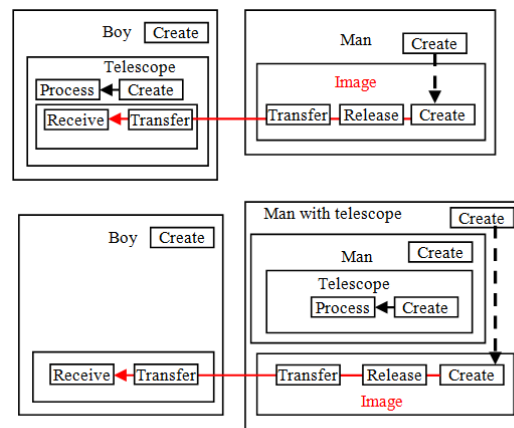 Boy Create
Telescope
Process Create
Receive Transfer
Man Create
Image
Transfer Release Create
Boy Create
Receive Transfer
Man with telescope Create
Man Create
Telescope
Process Create
Transfer Release Create
Image